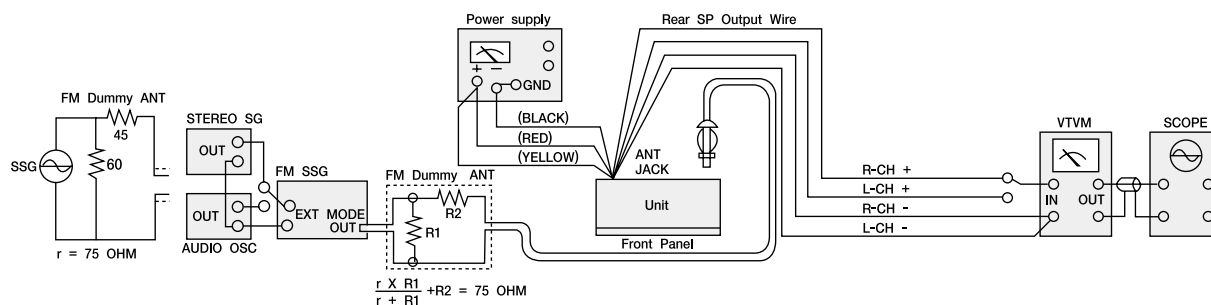 Power supply
+ −
GND
Rear SP Output Wire
(BLACK)
(RED)
(YELLOW)
ANT
JACK
Unit
Front Panel
FM Dummy ANT
45
60
SSG
r = 75 OHM
STEREO SG
OUT
OUT
AUDIO OSC
FM SSG
EXT MODE
OUT
FM Dummy ANT
R2
R1
r X R1
r + R1
+R2 = 75 OHM
R-CH +
L-CH +
R-CH -
L-CH -
VTVM
IN
OUT
SCOPE